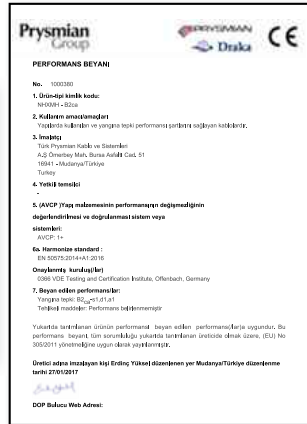 Prysmian
Group
PRYSMIAN
Draka
CE
PERFORMANS BEYANI
No. 1000380
1. Ürün-tipi kimlik kodu:
NHXMH - B2ca
2. Kullanım amacı/amaçları
Yapılarda kullanılan ve yangına tepki performansı şartlarını sağlayan kablolardır.
3. İmalatçı
Türk Prysmian Kablo ve Sistemleri
A.Ş Ömerbey Mah. Bursa Asfaltı Cad. 51
16941 - Mudanya/Türkiye
Turkey
4. Yetkili temsilci
-
5. (AVCP )Yapı malzemesinin performansının değişmezliğinin
değerlendirilmesi ve doğrulanması sistem veya
sistemleri:
AVCP: 1+
6a. Harmonize standard :
EN 50575:2014+A1:2016
Onaylanmış kuruluş(lar)
0366 VDE Testing and Certification Institute, Offenbach, Germany
7. Beyan edilen performans/lar:
Yangına tepki: B2ca-s1,d1,a1
Tehlikeli maddeler: Performans belirlenmemiştir
Yukarıda tanımlanan ürünün performansı beyan edilen performans(lar)a uygundur. Bu
performans beyanı, tüm sorumluluğu yukarıda tanımlanan üreticide olmak üzere, (EU) No
305/2011 yönetmeliğine uygun olarak yayınlanmıştır.
Üretici adına imzalayan kişi Erdinç Yüksel düzenlenen yer Mudanya/Türkiye düzenleme
tarihi 27/01/2017
DOP Bulucu Web Adresi: